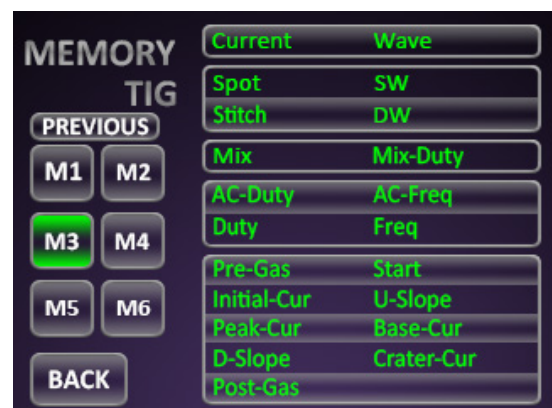 MEMORY
TIG
PREVIOUS
M1 M2
M3 M4
M5 M6
BACK
Current Wave
Spot SW
Stitch DW
Mix Mix-Duty
AC-Duty AC-Freq
Duty Freq
Pre-Gas Start
Initial-Cur U-Slope
Peak-Cur Base-Cur
D-Slope Crater-Cur
Post-Gas